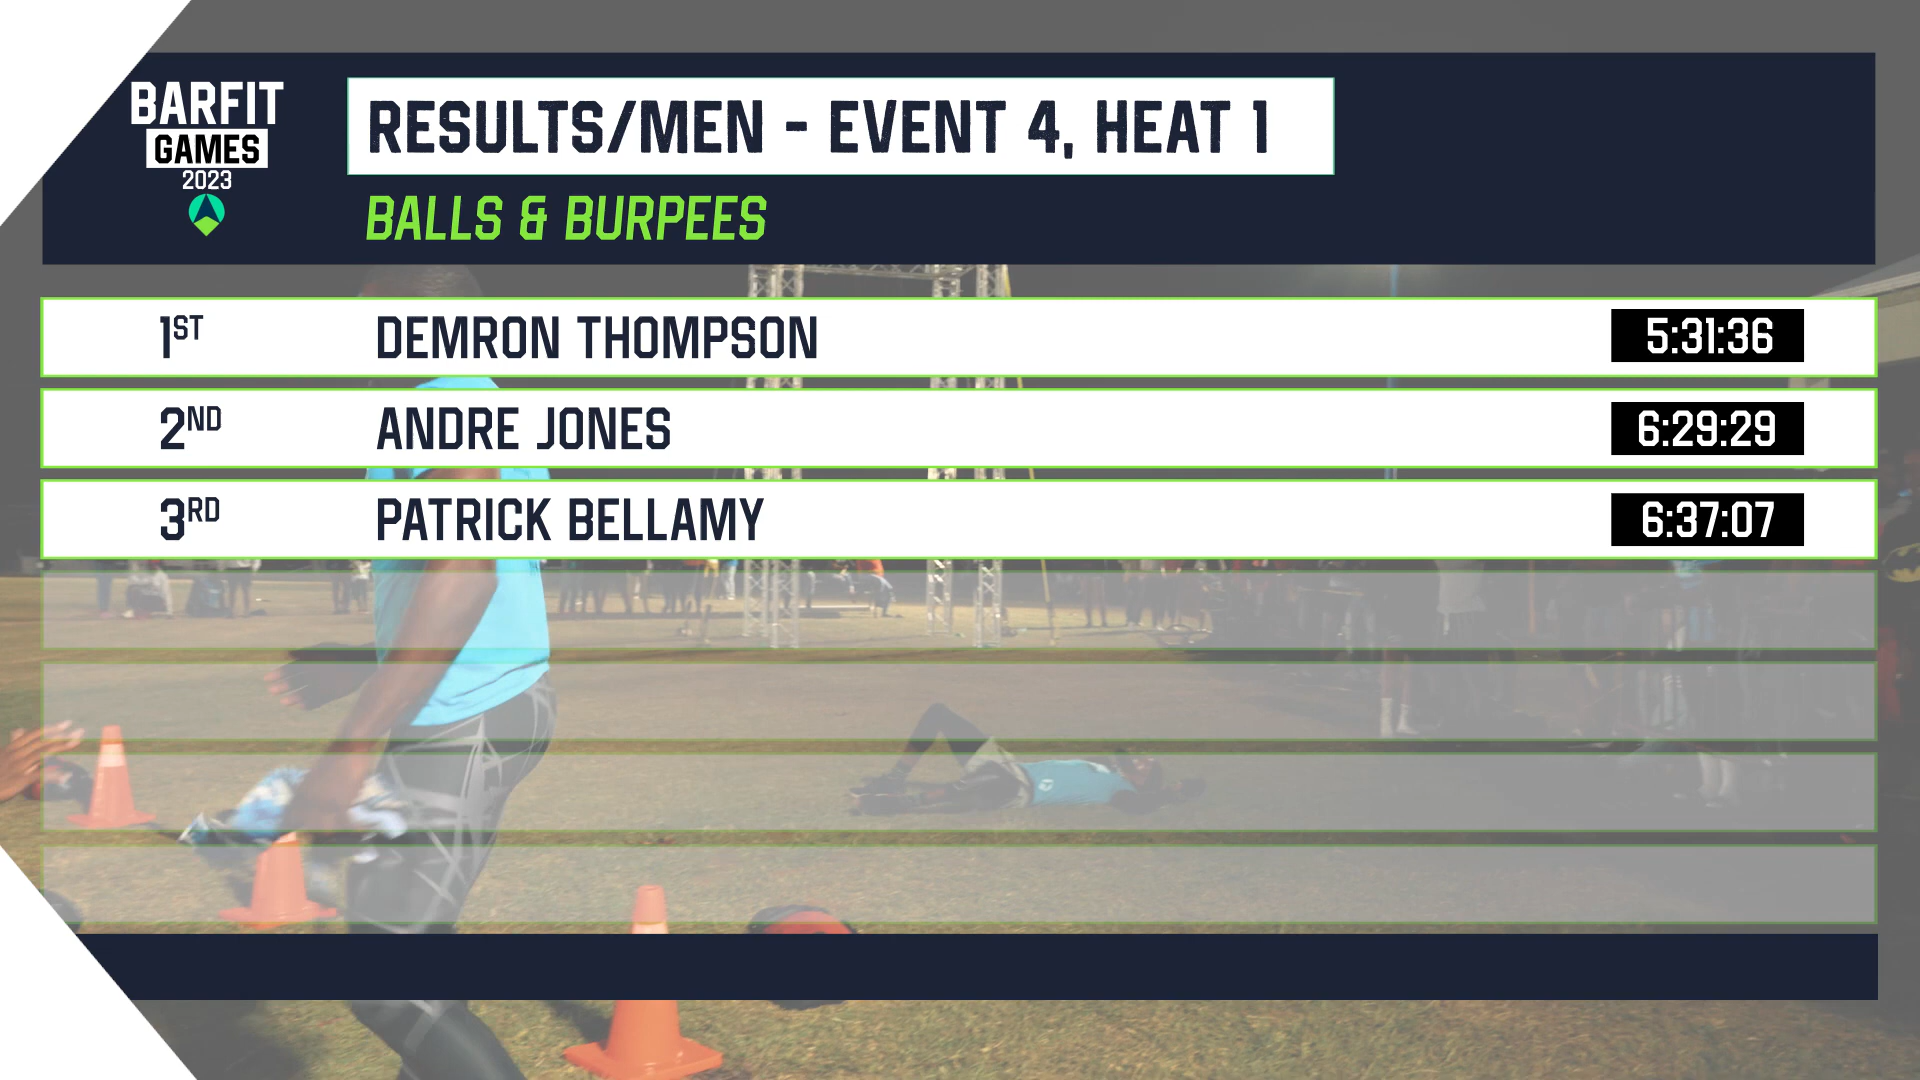 BARFIT
GAMES
2023
RESULTS/MEN - EVENT 4, HEAT 1
BALLS & BURPEES
1ST DEMRON THOMPSON 5:31:36
2ND ANDRE JONES 6:29:29
3RD PATRICK BELLAMY 6:37:07